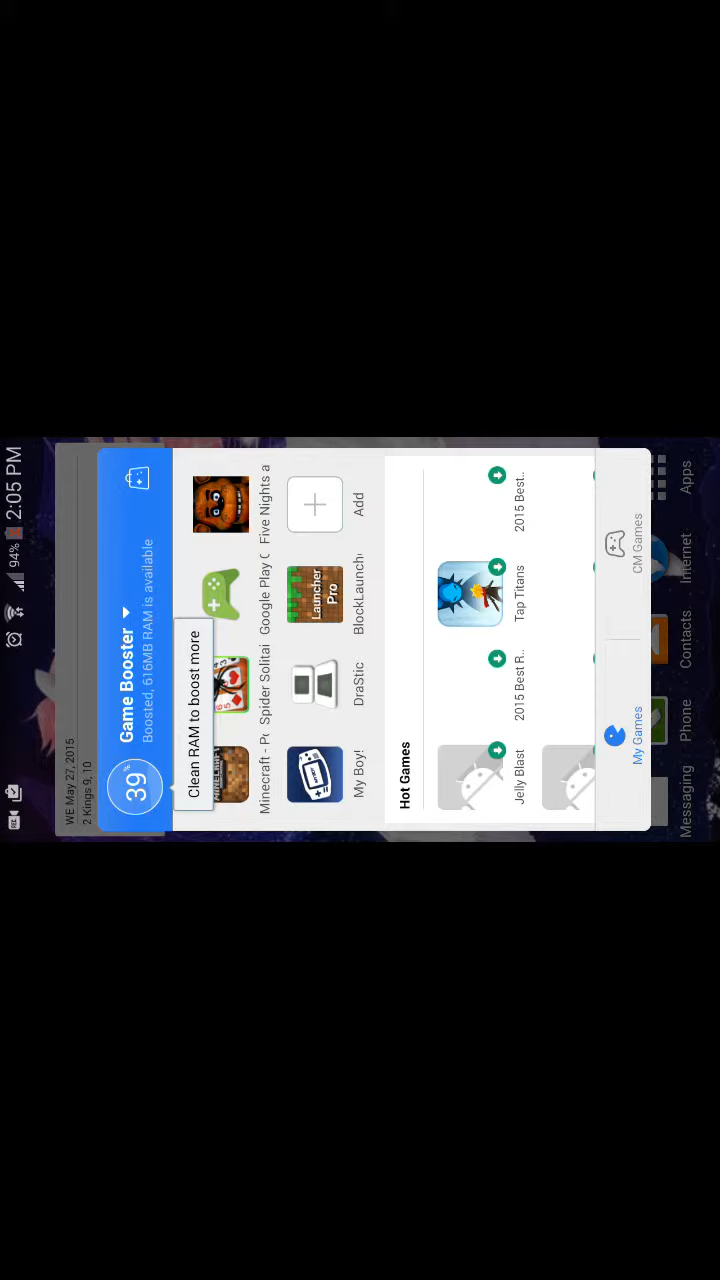 REC
94% 2:05 PM
WE May 27, 2015
2 Kings 9, 10
39%
Game Booster
Boosted, 616MB RAM is available
Clean RAM to boost more
MINECRAFT
Minecraft - Pr
Spider Solitai
Google Play G
Five Nights a
Launcher
Pro
My Boy!
DraStic
BlockLaunch
Add
Hot Games
Jelly Blast
2015 Best R..
Tap Titans
2015 Best..
My Games
CM Games
Messaging
Phone
Contacts
Internet
Apps